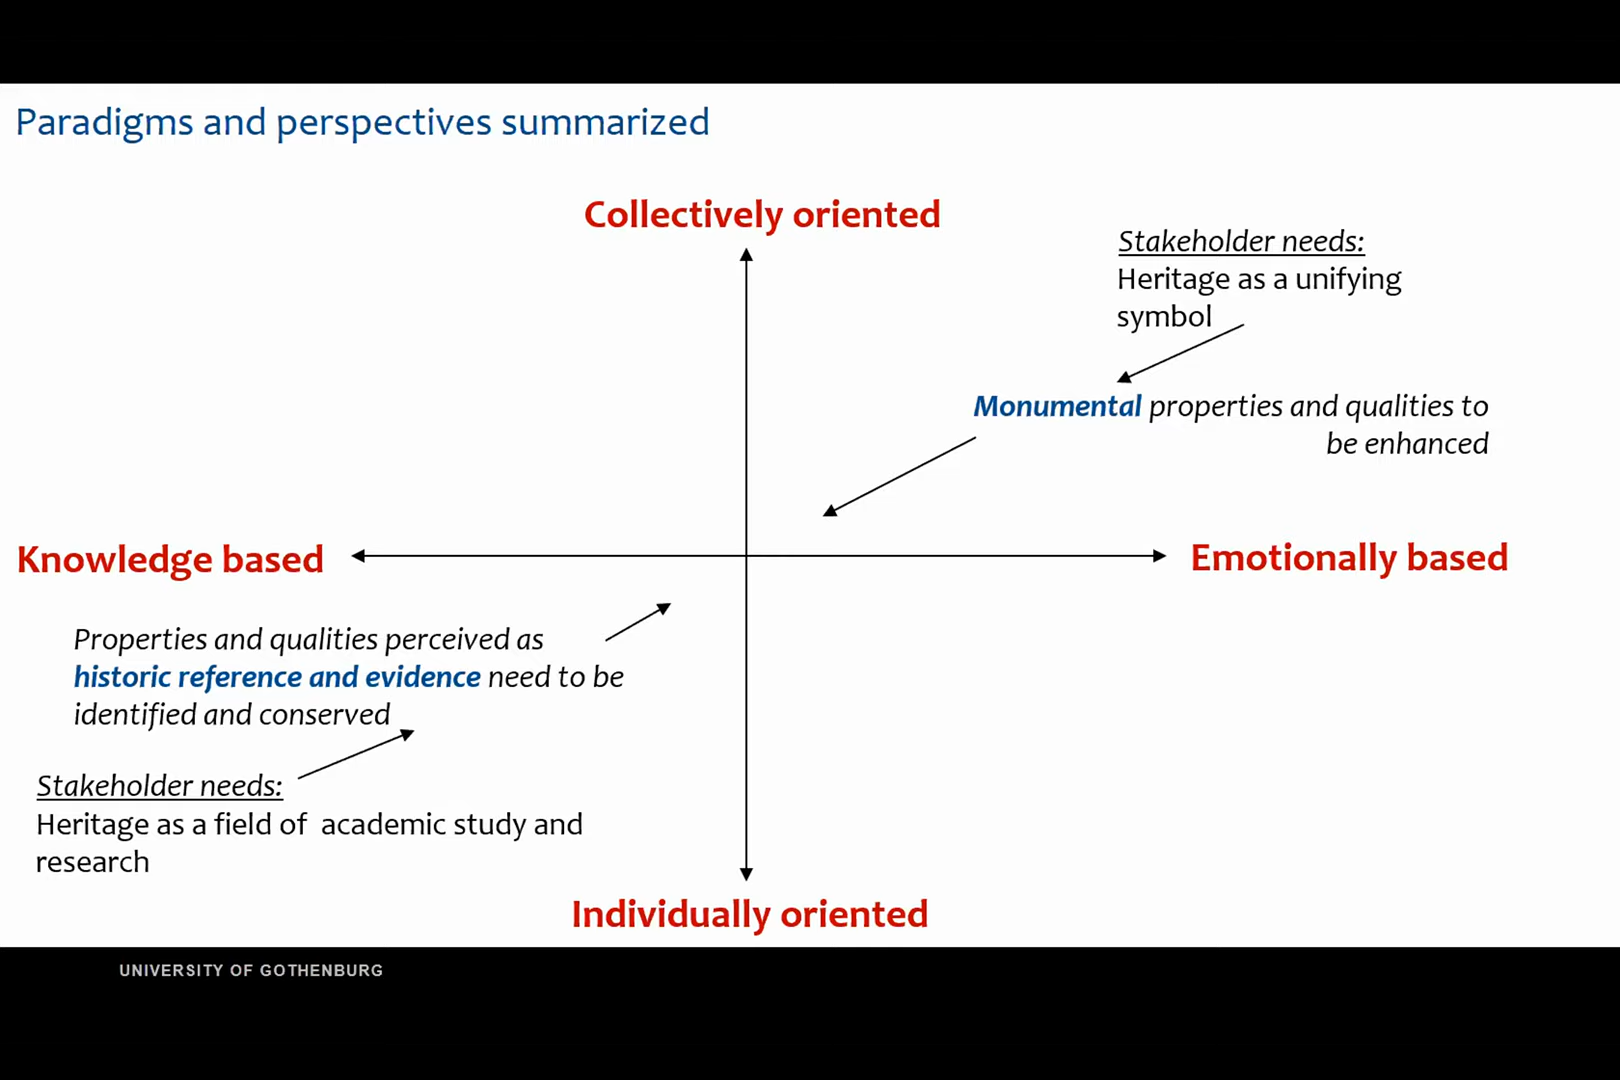 Paradigms and perspectives summarized
Collectively oriented
Stakeholder needs:
Heritage as a unifying
symbol
Monumental properties and qualities to
be enhanced
Knowledge based
Emotionally based
Properties and qualities perceived as
historic reference and evidence need to be
identified and conserved
Stakeholder needs:
Heritage as a field of academic study and
research
Individually oriented
UNIVERSITY OF GOTHENBURG